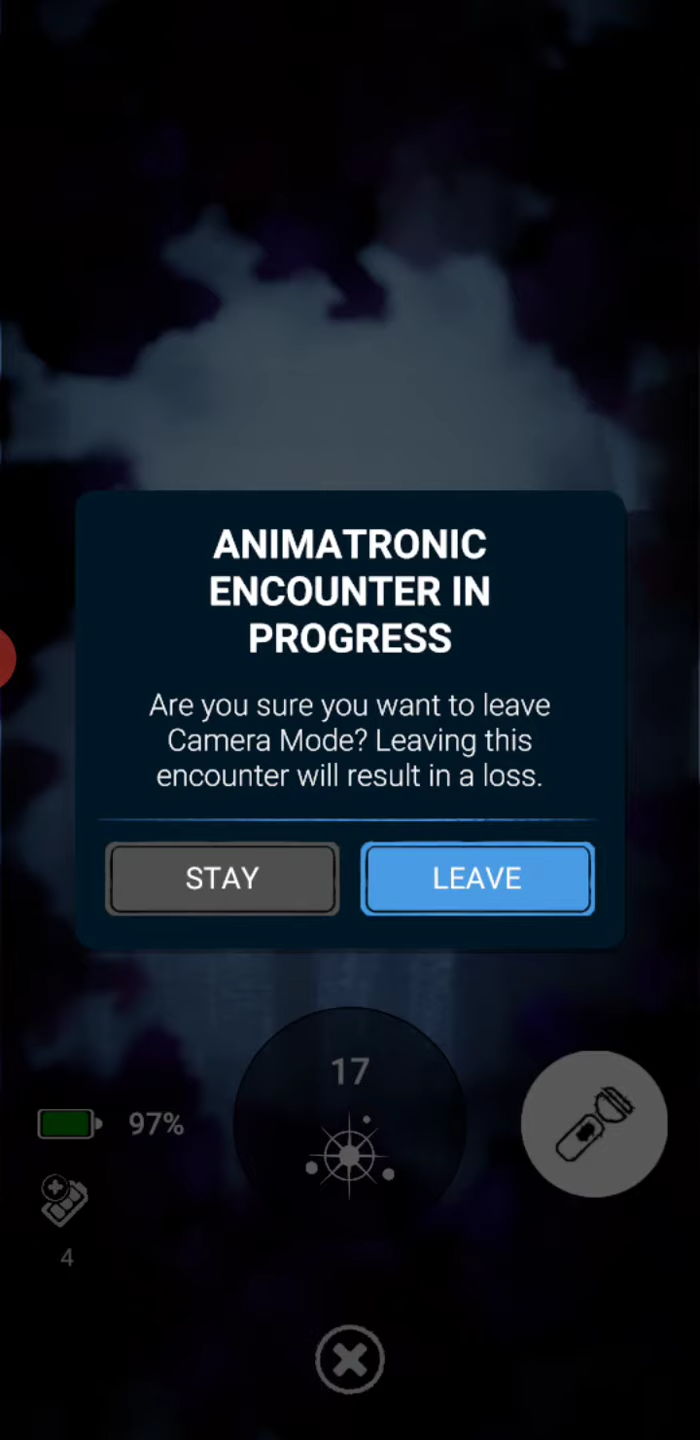 ANIMATRONIC
ENCOUNTER IN
PROGRESS
Are you sure you want to leave
Camera Mode? Leaving this
encounter will result in a loss.
STAY
LEAVE
17
97%
4